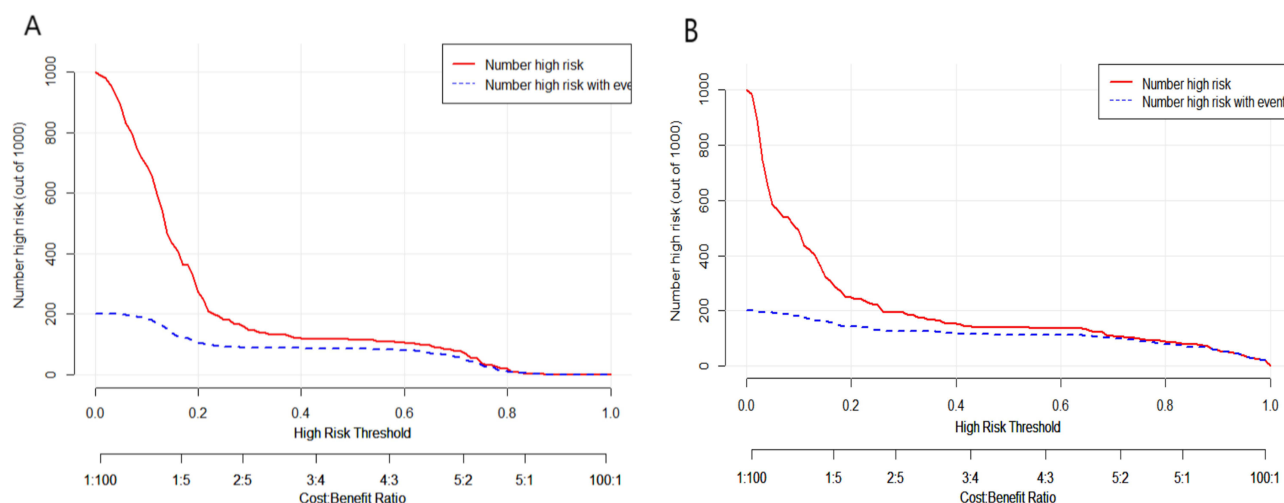 A
Number high risk
Number high risk with eve
Number high risk (out of 1000)
1000
800
600
400
200
0
0.0 0.2 0.4 0.6 0.8 1.0
High Risk Threshold
1:100 1:5 2:5 3:4 4:3 5:2 5:1 100:1
Cost:Benefit Ratio
B
Number high risk
Number high risk with event
Number high risk (out of 1000)
1000
800
600
400
200
0
0.0 0.2 0.4 0.6 0.8 1.0
High Risk Threshold
1:100 1:5 2:5 3:4 4:3 5:2 5:1 100:1
Cost:Benefit Ratio